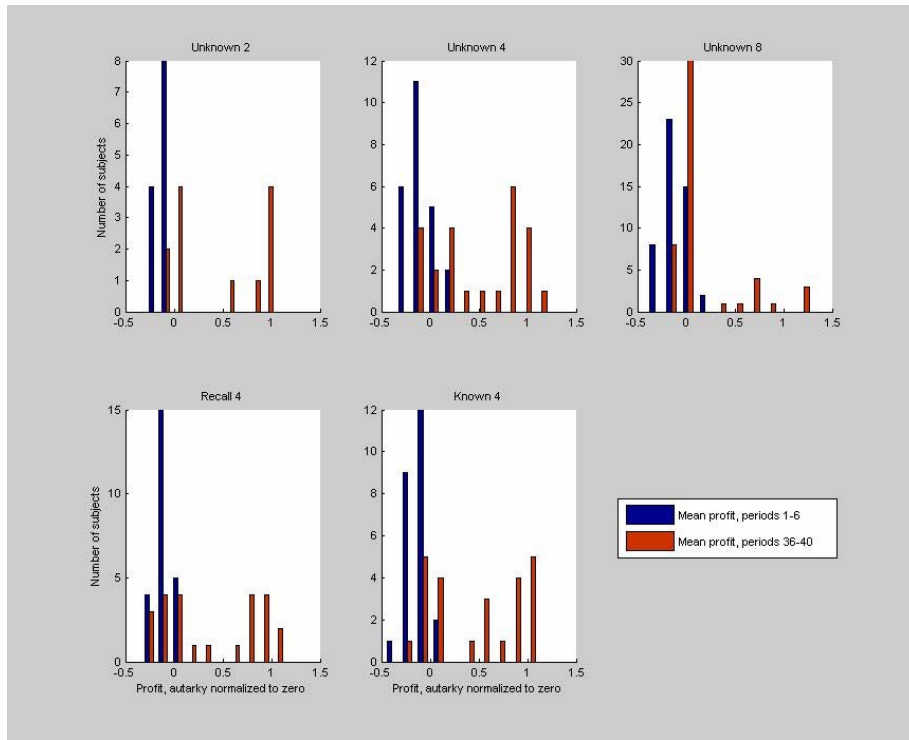 Unknown 2
Unknown 4
Unknown 8
8
7
6
5
4
3
2
1
0
Number of subjects
-0.5 0 0.5 1 1.5
12
10
8
6
4
2
0
-0.5 0 0.5 1 1.5
30
25
20
15
10
5
0
-0.5 0 0.5 1 1.5
Recall 4
Known 4
15
10
5
0
Number of subjects
-0.5 0 0.5 1 1.5
Profit, autarky normalized to zero
12
10
8
6
4
2
0
-0.5 0 0.5 1 1.5
Profit, autarky normalized to zero
Mean profit, periods 1-6
Mean profit, periods 36-40